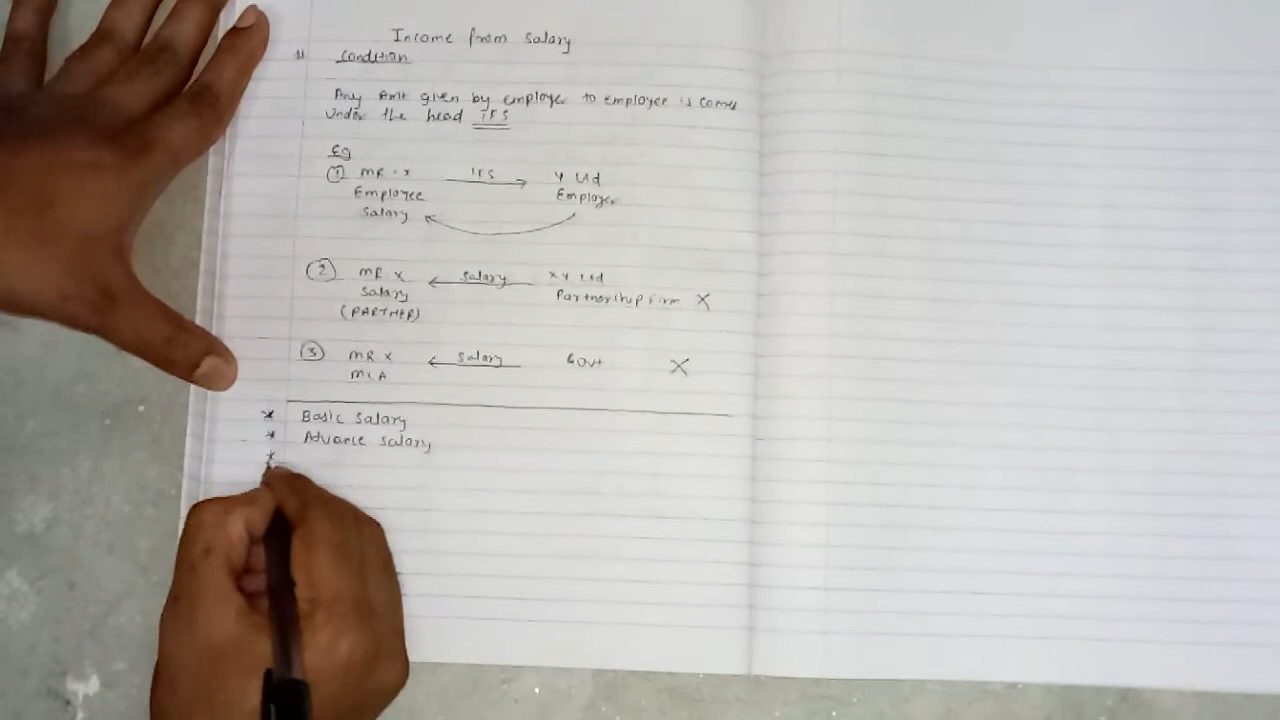 Income from salary
1) Condition
Any Amt given by employer to employee is comes
under the head IFS
Eg
① MR. X IFS Y Ltd
Employee Employer
Salary
② MR X Salary XY Ltd
Salary Partnership firm X
(PARTNER)
③ MR X Salary Govt X
MLA
* Basic salary
* Advance salary
*